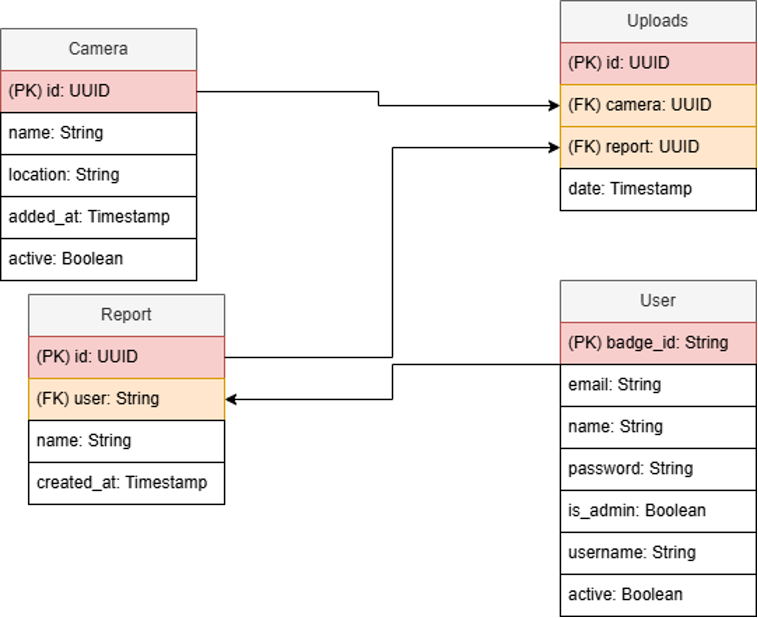 Camera
(PK) id: UUID
name: String
location: String
added_at: Timestamp
active: Boolean
Uploads
(PK) id: UUID
(FK) camera: UUID
(FK) report: UUID
date: Timestamp
Report
(PK) id: UUID
(FK) user: String
name: String
created_at: Timestamp
User
(PK) badge_id: String
email: String
name: String
password: String
is_admin: Boolean
username: String
active: Boolean